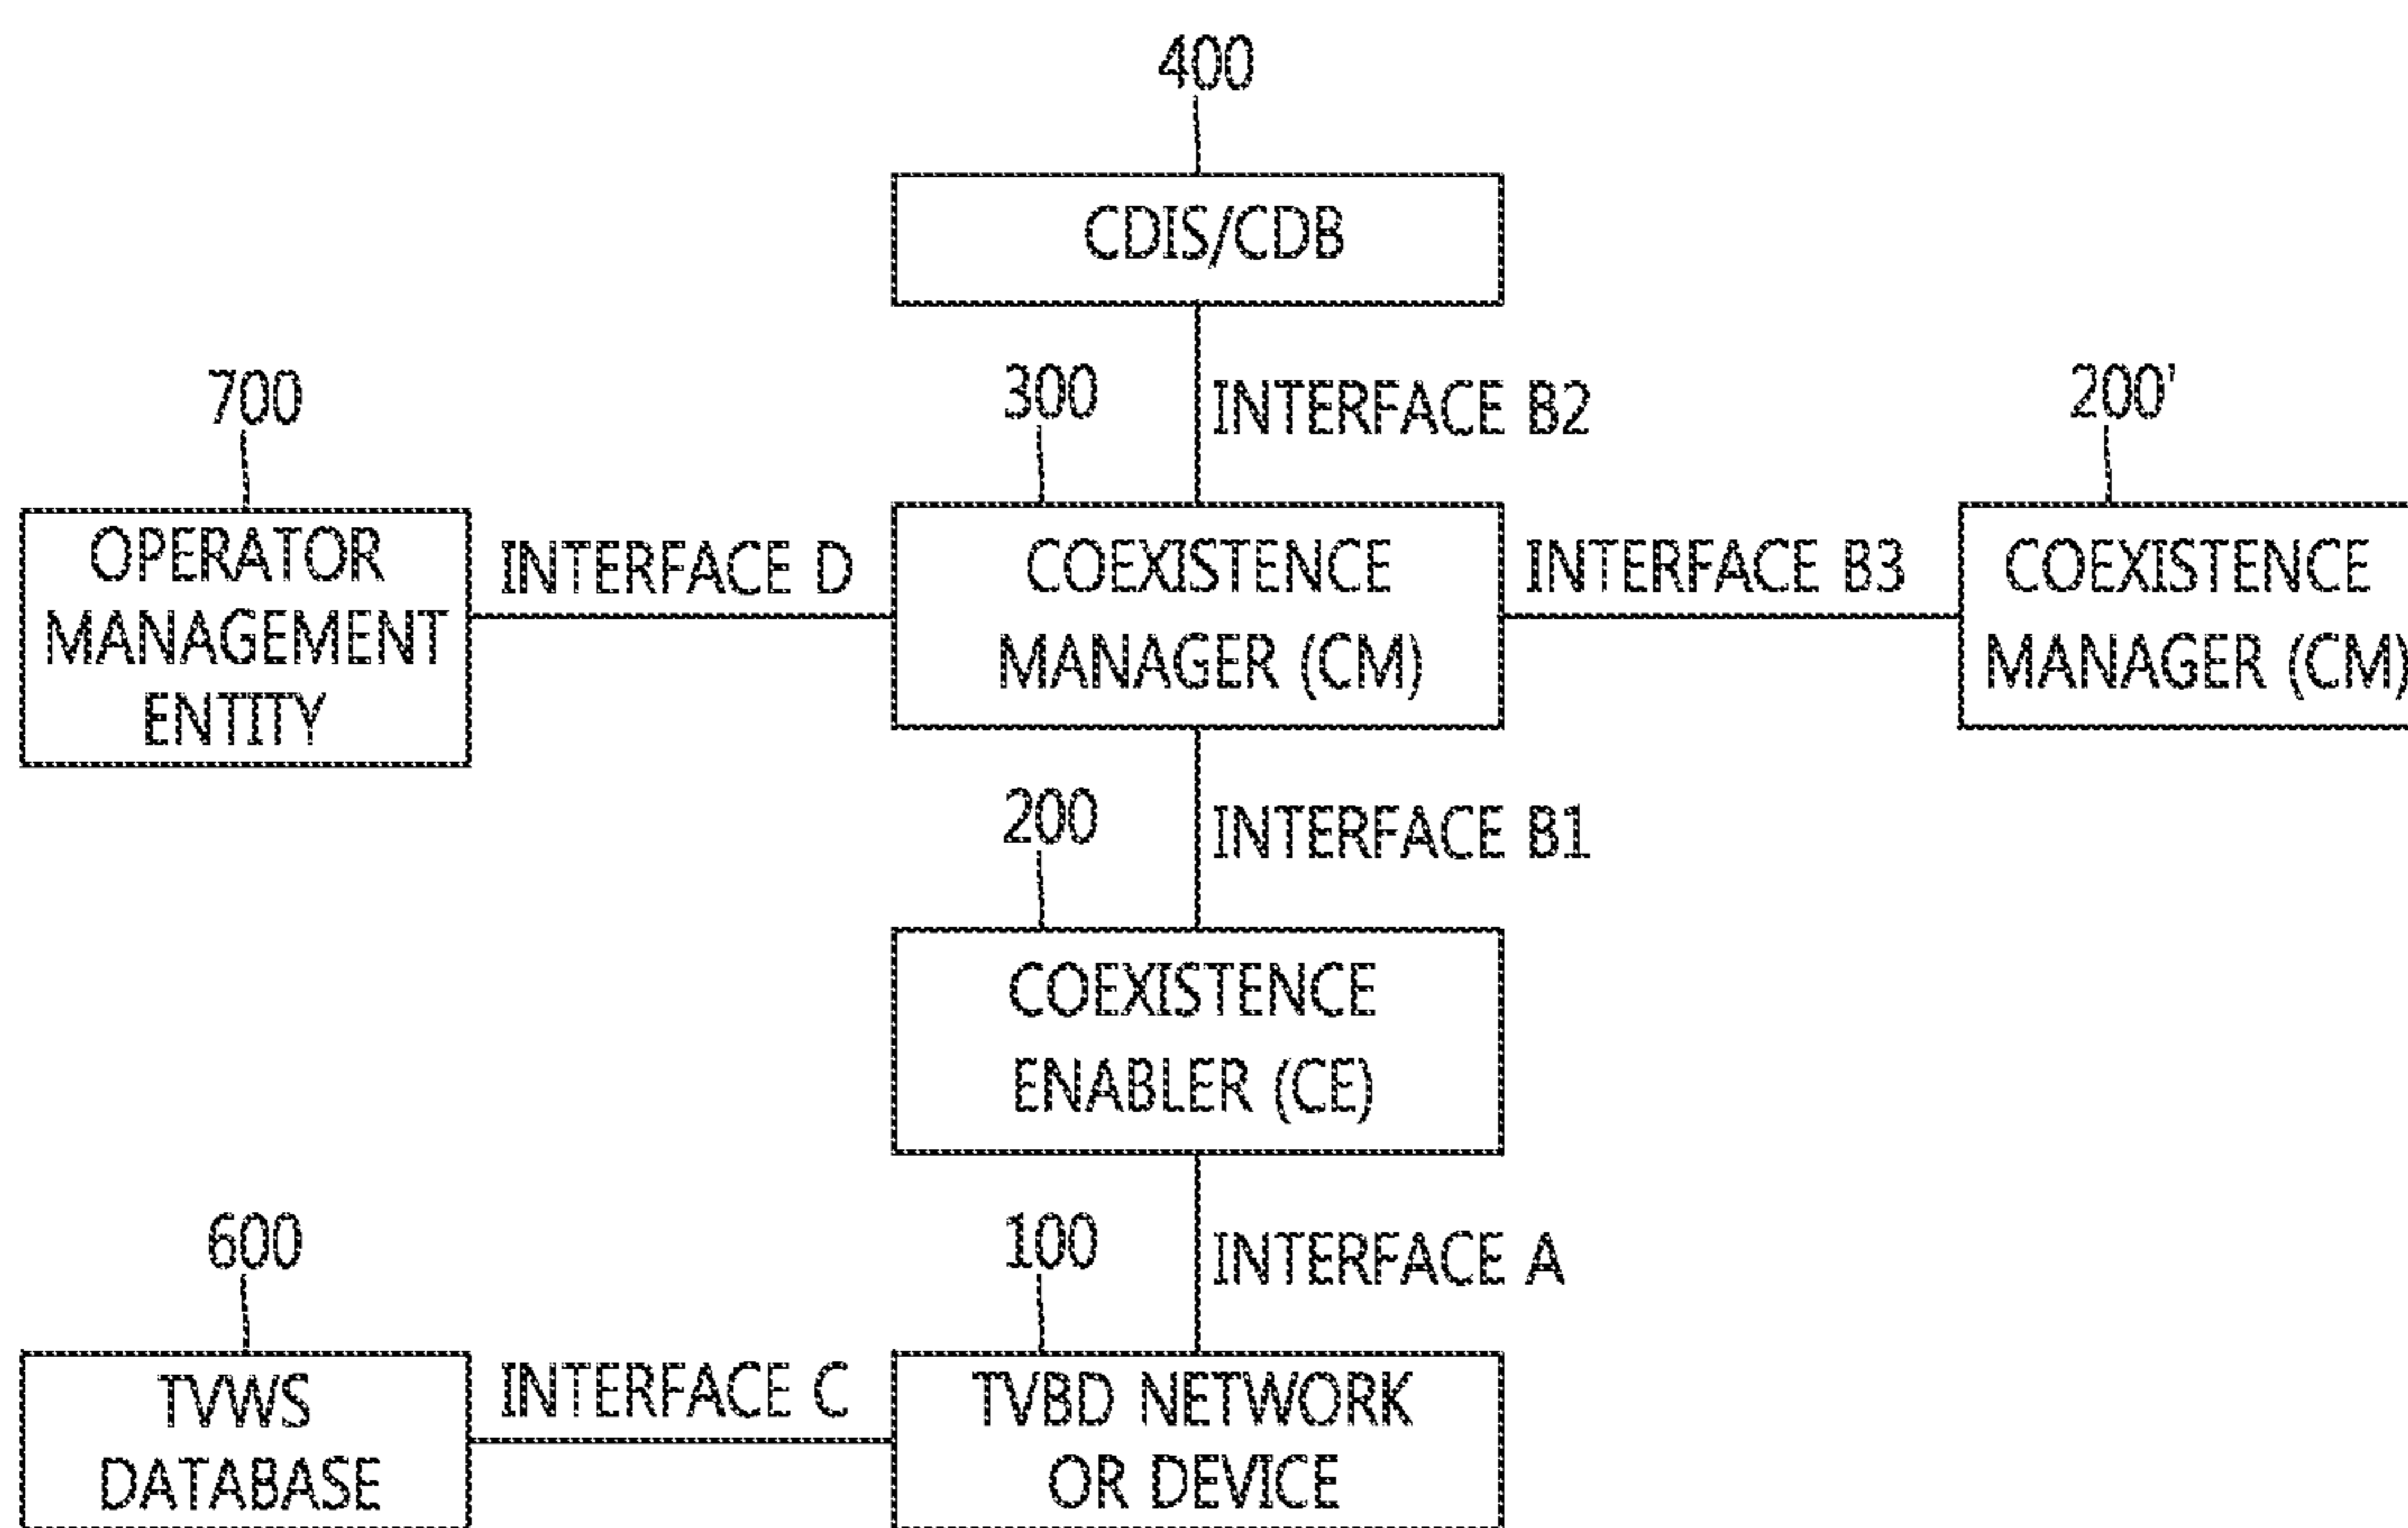 400
CDIS/CDB
700
300
INTERFACE B2
200'
OPERATOR
MANAGEMENT
ENTITY
INTERFACE D
COEXISTENCE
MANAGER (CM)
INTERFACE B3
COEXISTENCE
MANAGER (CM)
200
INTERFACE B1
COEXISTENCE
ENABLER (CE)
600
100
INTERFACE A
TVWS
DATABASE
INTERFACE C
TVBD NETWORK
OR DEVICE